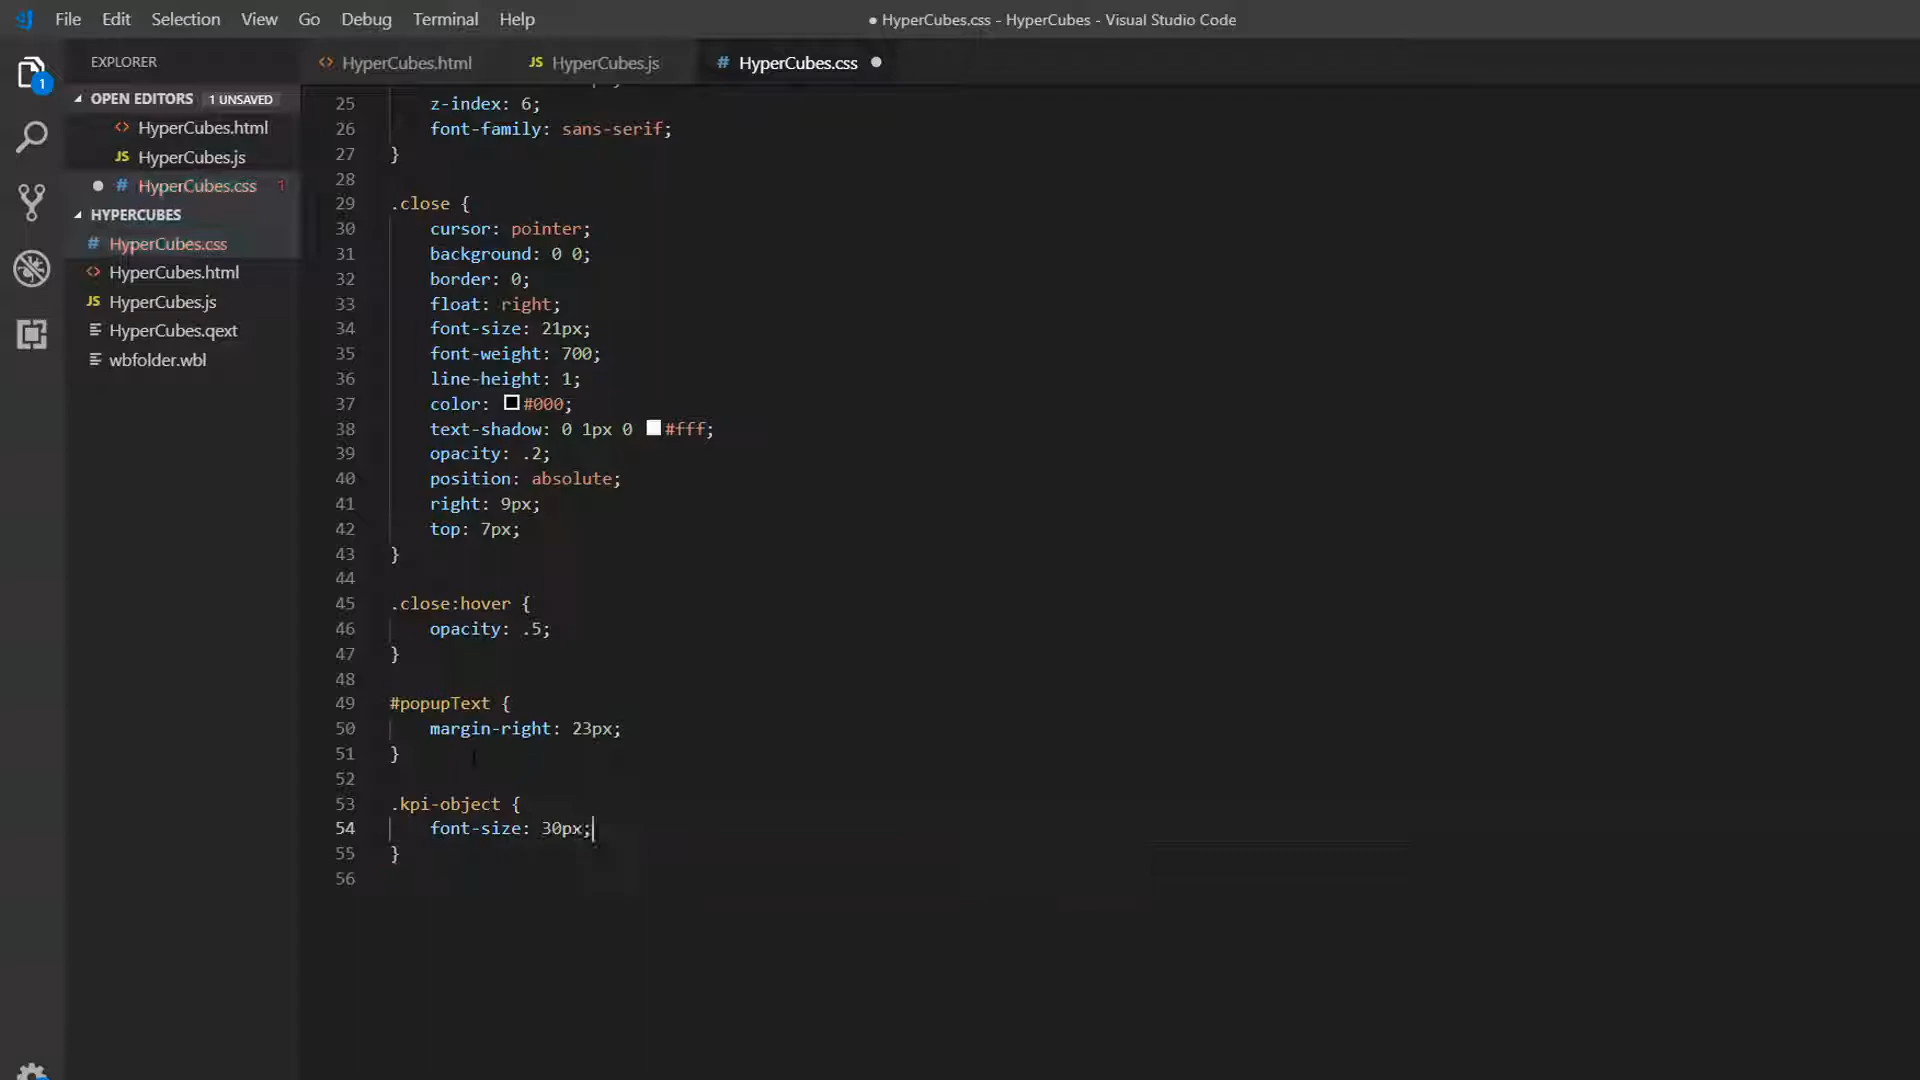 File Edit Selection View Go Debug Terminal Help
● HyperCubes.css - HyperCubes - Visual Studio Code
1
EXPLORER
OPEN EDITORS 1 UNSAVED
<> HyperCubes.html
JS HyperCubes.js
# HyperCubes.css 1
HYPERCUBES
# HyperCubes.css
<> HyperCubes.html
JS HyperCubes.js
HyperCubes.qext
wbfolder.wbl
<> HyperCubes.html JS HyperCubes.js # HyperCubes.css
25 z-index: 6;
26 font-family: sans-serif;
27 }
28
29 .close {
30 cursor: pointer;
31 background: 0 0;
32 border: 0;
33 float: right;
34 font-size: 21px;
35 font-weight: 700;
36 line-height: 1;
37 color: #000;
38 text-shadow: 0 1px 0 #fff;
39 opacity: .2;
40 position: absolute;
41 right: 9px;
42 top: 7px;
43 }
44
45 .close:hover {
46 opacity: .5;
47 }
48
49 #popupText {
50 margin-right: 23px;
51 }
52
53 .kpi-object {
54 font-size: 30px;
55 }
56